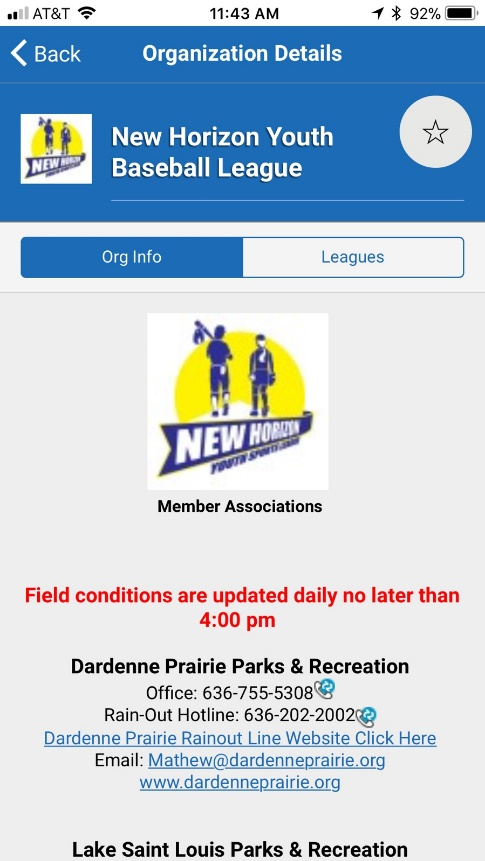 AT&T 11:43 AM 92%
Back Organization Details
NEW HORIZON
New Horizon Youth
Baseball League
Org Info Leagues
NEW HORIZON
YOUTH SPORTS LEAGUE
Member Associations
Field conditions are updated daily no later than
4:00 pm
Dardenne Prairie Parks & Recreation
Office: 636-755-5308
Rain-Out Hotline: 636-202-2002
Dardenne Prairie Rainout Line Website Click Here
Email: Mathew@dardenneprairie.org
www.dardenneprairie.org
Lake Saint Louis Parks & Recreation